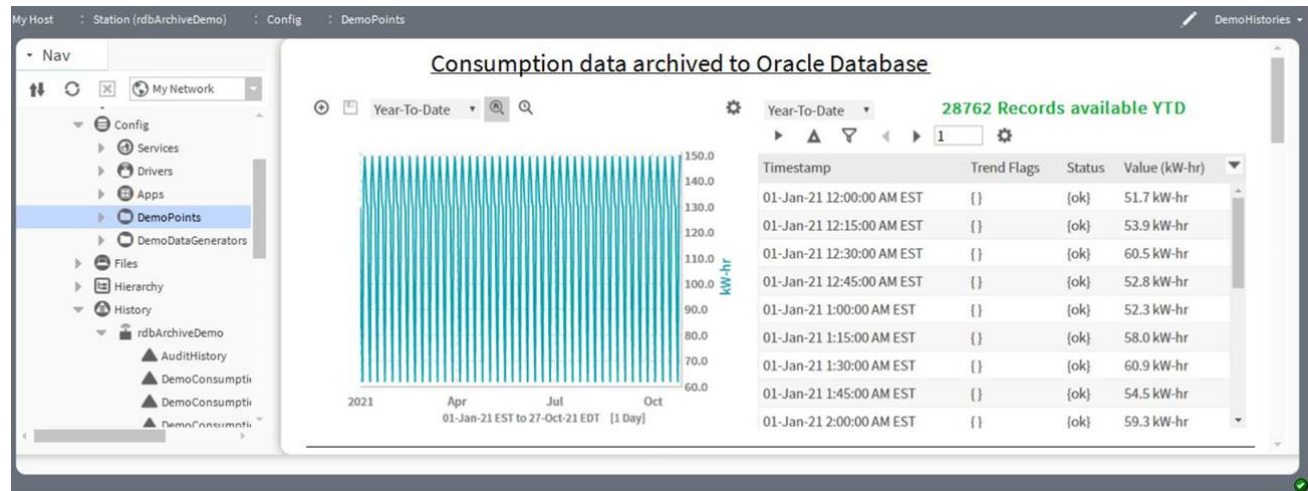 My Host : Station (rdbArchiveDemo) : Config : DemoPoints DemoHistories
Nav
My Network
Config
Services
Drivers
Apps
DemoPoints
DemoDataGenerators
Files
Hierarchy
History
rdbArchiveDemo
AuditHistory
DemoConsumpti
DemoConsumpti
DemoConsumpti
Consumption data archived to Oracle Database
Year-To-Date
150.0
140.0
130.0
120.0
110.0
100.0
90.0
80.0
70.0
60.0
kW-hr
2021 Apr Jul Oct
01-Jan-21 EST to 27-Oct-21 EDT [1 Day]
Year-To-Date 28762 Records available YTD
1
Timestamp Trend Flags Status Value (kW-hr)
01-Jan-21 12:00:00 AM EST {} {ok} 51.7 kW-hr
01-Jan-21 12:15:00 AM EST {} {ok} 53.9 kW-hr
01-Jan-21 12:30:00 AM EST {} {ok} 60.5 kW-hr
01-Jan-21 12:45:00 AM EST {} {ok} 52.8 kW-hr
01-Jan-21 1:00:00 AM EST {} {ok} 52.3 kW-hr
01-Jan-21 1:15:00 AM EST {} {ok} 58.0 kW-hr
01-Jan-21 1:30:00 AM EST {} {ok} 60.9 kW-hr
01-Jan-21 1:45:00 AM EST {} {ok} 54.5 kW-hr
01-Jan-21 2:00:00 AM EST {} {ok} 59.3 kW-hr